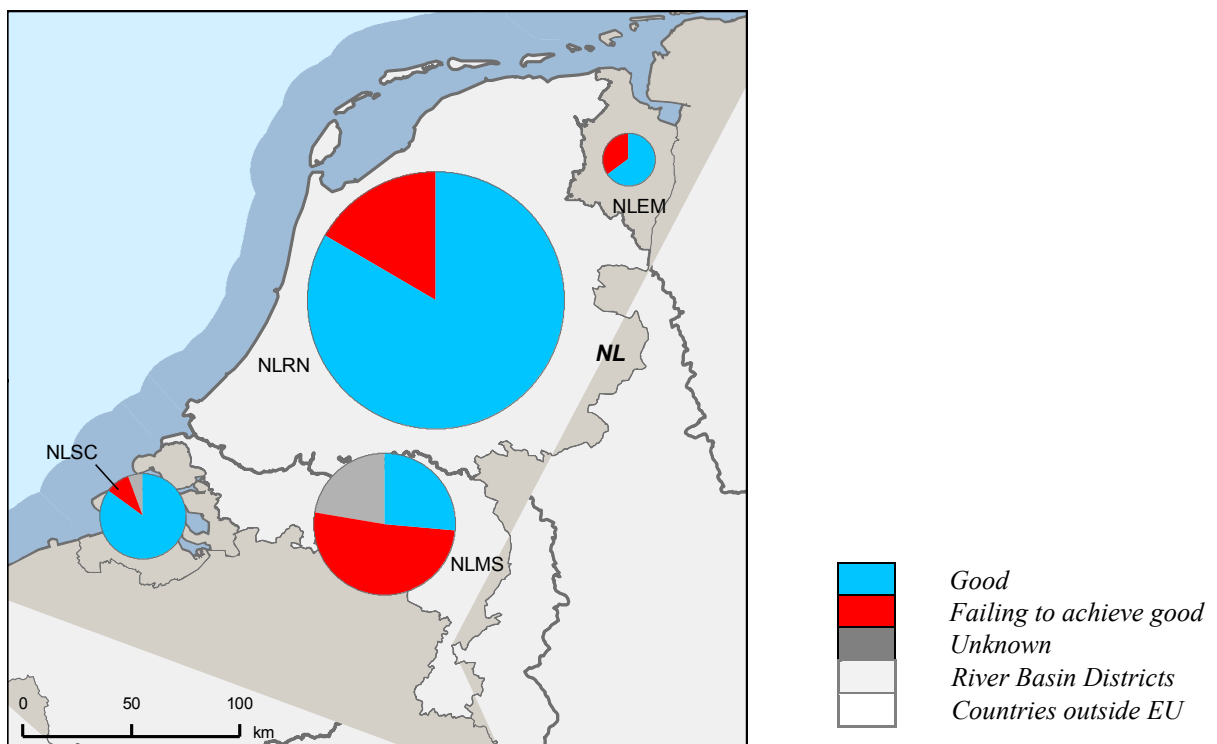 NLEM
NLRN
NL
NLSC
NLMS
0 50 100
km
Good
Failing to achieve good
Unknown
River Basin Districts
Countries outside EU